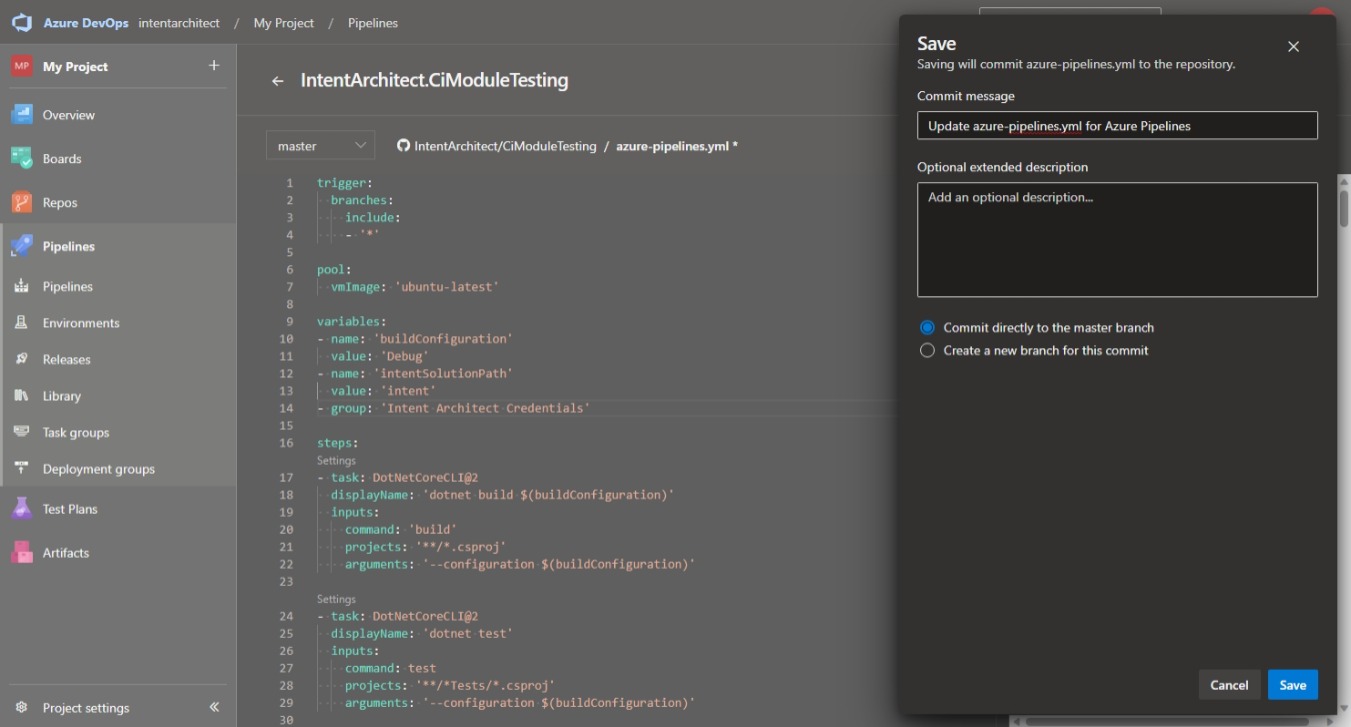 Azure DevOps intentarchitect / My Project / Pipelines
MP My Project +
Overview
Boards
Repos
Pipelines
Pipelines
Environments
Releases
Library
Task groups
Deployment groups
Test Plans
Artifacts
Project settings
← IntentArchitect.CiModuleTesting
master
IntentArchitect/CiModuleTesting / azure-pipelines.yml *
1 trigger:
2 branches:
3 include:
4 - '*'
5
6 pool:
7 vmImage: 'ubuntu-latest'
8
9 variables:
10 - name: 'buildConfiguration'
11 value: 'Debug'
12 - name: 'intentSolutionPath'
13 value: 'intent'
14 - group: 'Intent Architect Credentials'
15
16 steps:
Settings
17 - task: DotNetCoreCLI@2
18 displayName: 'dotnet build $(buildConfiguration)'
19 inputs:
20 command: 'build'
21 projects: '**/*.csproj'
22 arguments: '--configuration $(buildConfiguration)'
23
Settings
24 - task: DotNetCoreCLI@2
25 displayName: 'dotnet test'
26 inputs:
27 command: test
28 projects: '**/*Tests/*.csproj'
29 arguments: '--configuration $(buildConfiguration)'
30
Save
Saving will commit azure-pipelines.yml to the repository.
Commit message
Update azure-pipelines.yml for Azure Pipelines
Optional extended description
Add an optional description...
Commit directly to the master branch
Create a new branch for this commit
Cancel Save